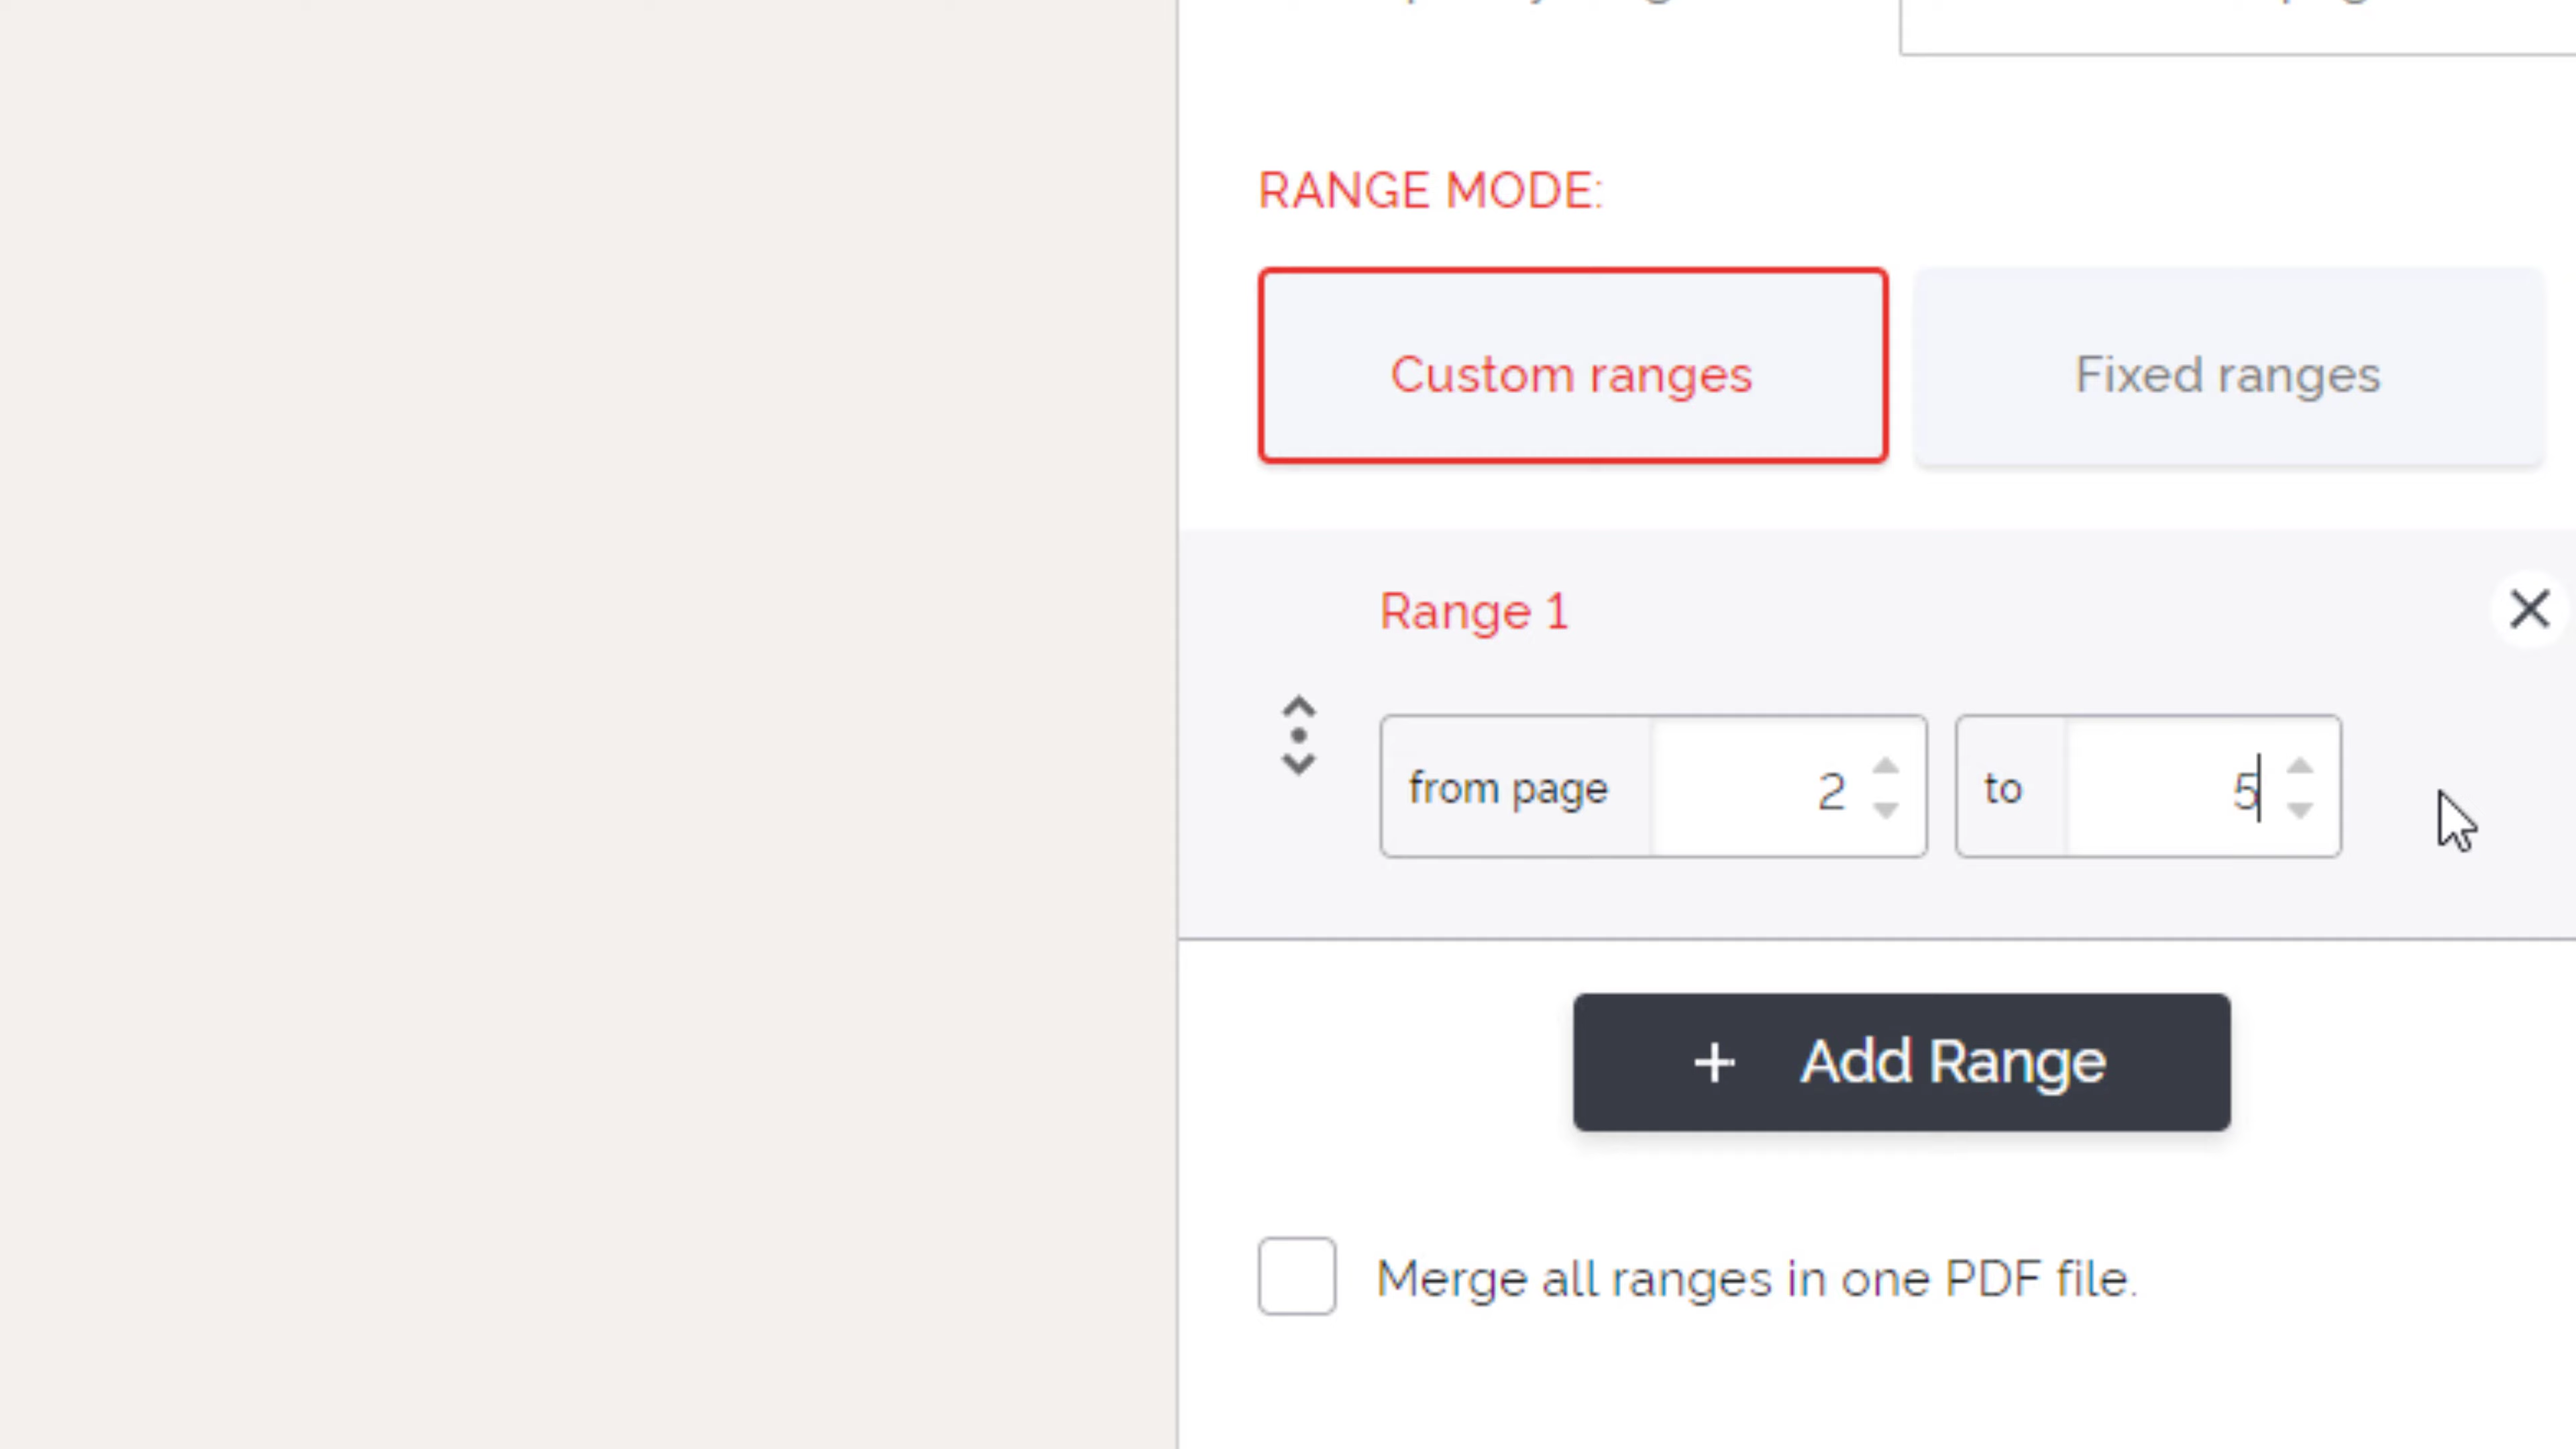 RANGE MODE:
Custom ranges Fixed ranges
Range 1
from page 2 to 5
+ Add Range
Merge all ranges in one PDF file.